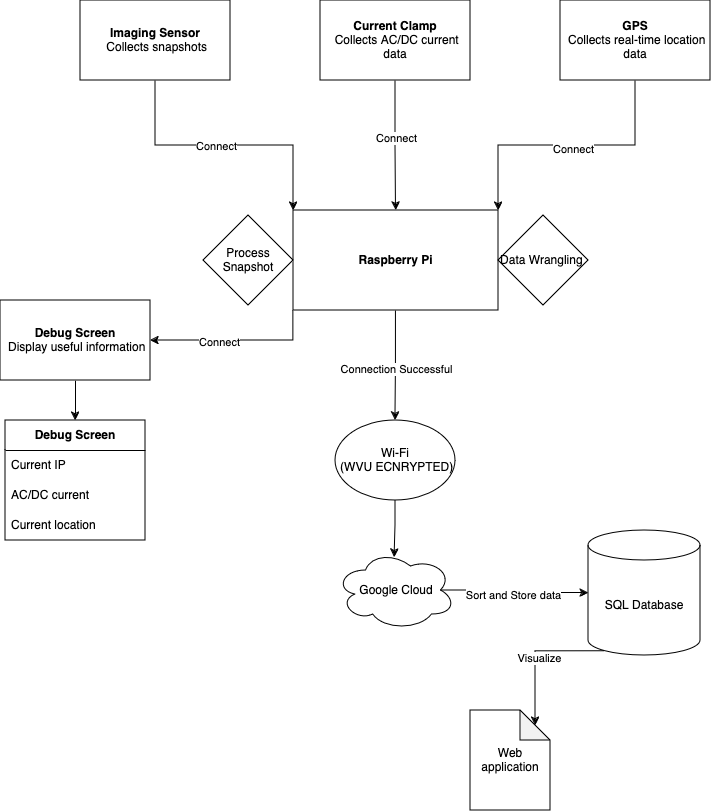 Imaging Sensor
Collects snapshots
Current Clamp
Collects AC/DC current
data
GPS
Collects real-time location
data
Connect
Connect
Connect
Process
Snapshot
Raspberry Pi
Data Wrangling
Debug Screen
Display useful information
Connect
Connection Successful
Debug Screen
Current IP
AC/DC current
Current location
Wi-Fi
(WVU ECNRYPTED)
Google Cloud
Sort and Store data
SQL Database
Visualize
Web
application